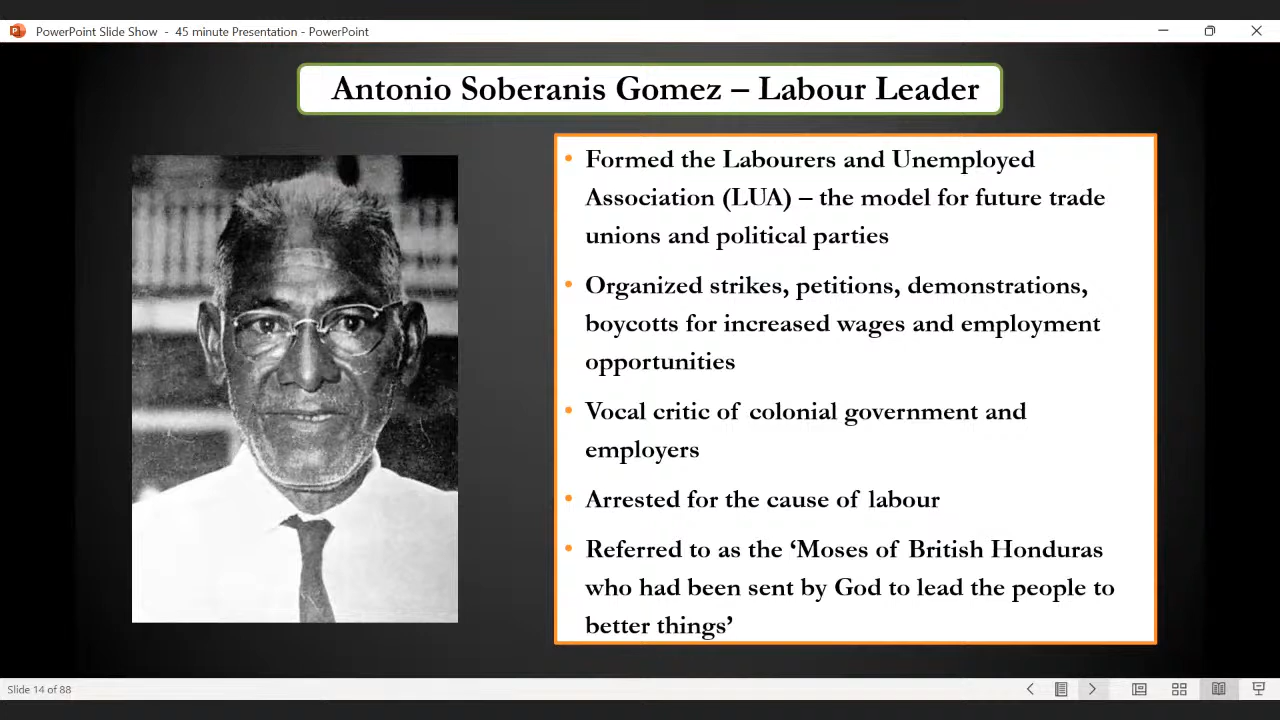 PowerPoint Slide Show - 45 minute Presentation - PowerPoint
Antonio Soberanis Gomez – Labour Leader
• Formed the Labourers and Unemployed
Association (LUA) – the model for future trade
unions and political parties
• Organized strikes, petitions, demonstrations,
boycotts for increased wages and employment
opportunities
• Vocal critic of colonial government and
employers
• Arrested for the cause of labour
• Referred to as the ‘Moses of British Honduras
who had been sent by God to lead the people to
better things’
Slide 14 of 88